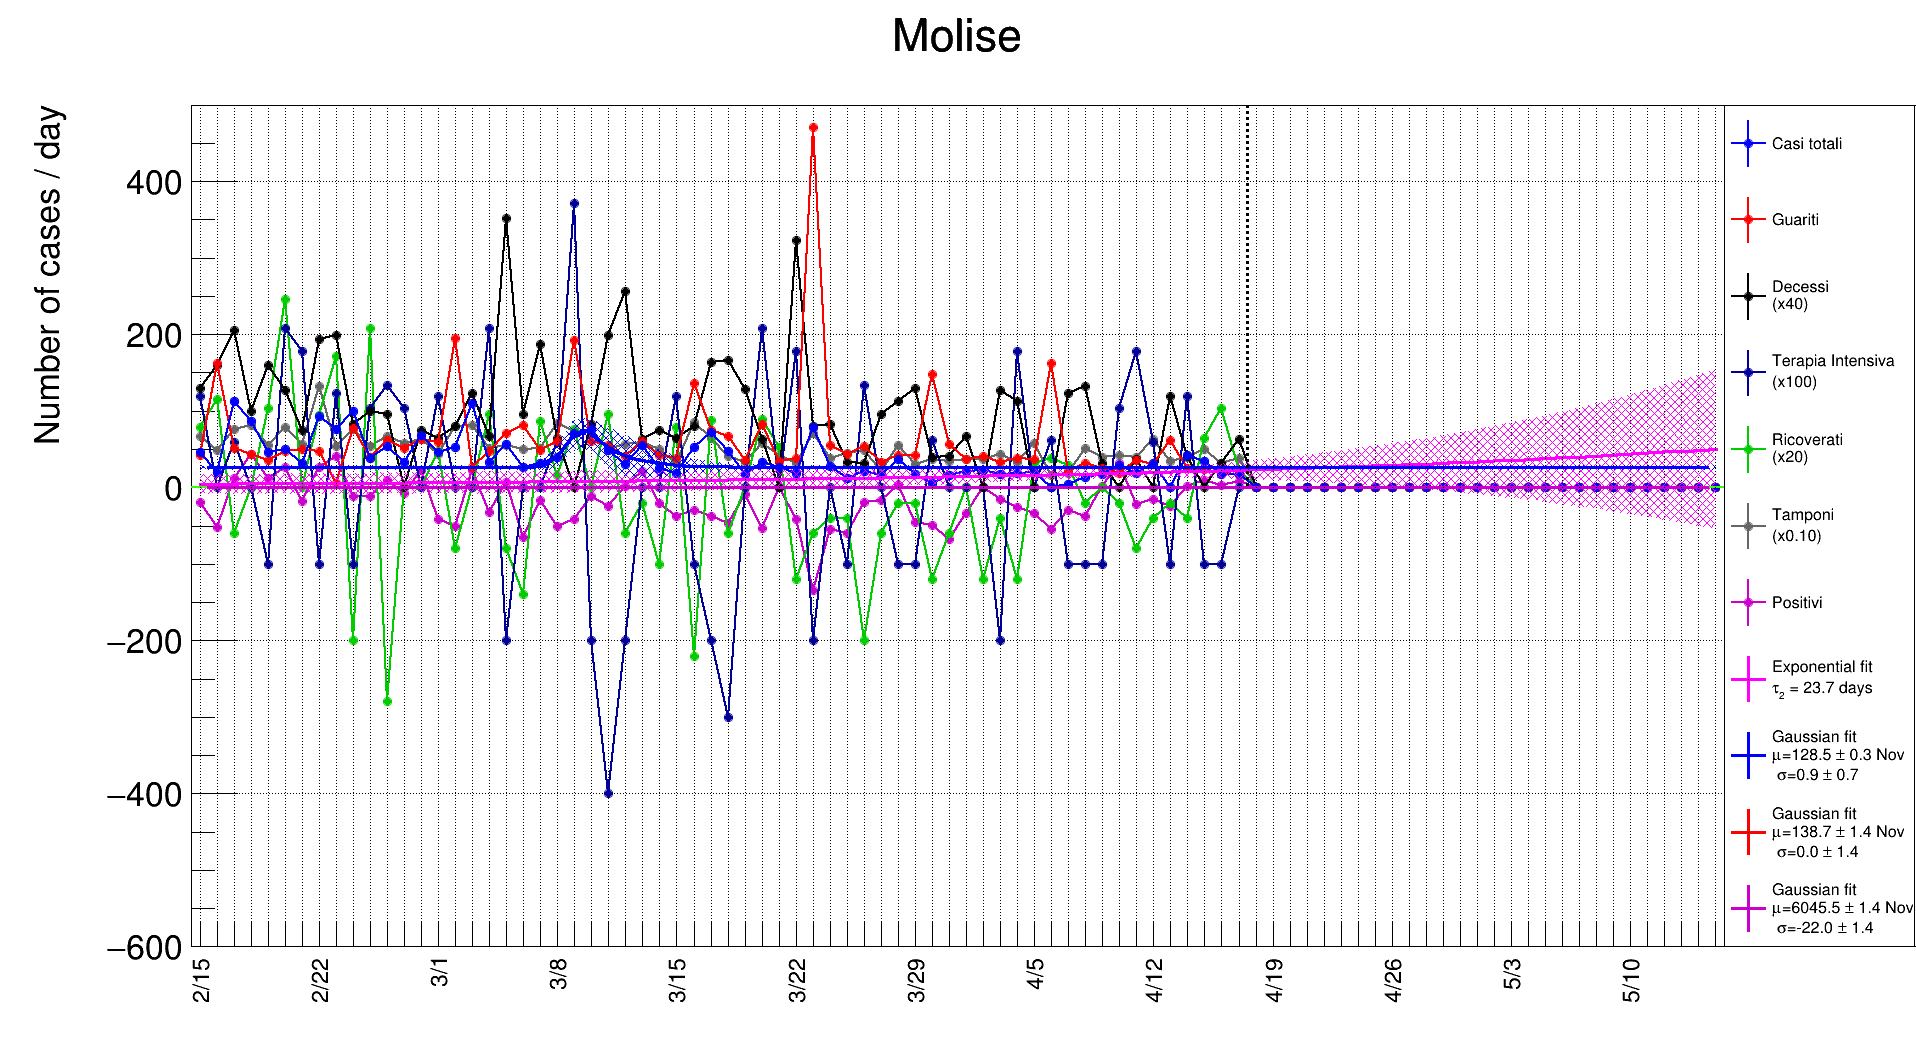 Molise
Number of cases / day
400
200
0
−200
−400
−600
2/15
2/22
3/1
3/8
3/15
3/22
3/29
4/5
4/12
4/19
4/26
5/3
5/10
Casi totali
Guariti
Decessi
(x40)
Terapia Intensiva
(x100)
Ricoverati
(x20)
Tamponi
(x0.10)
Positivi
Exponential fit
τ2 = 23.7 days
Gaussian fit
μ=128.5 ± 0.3 Nov
σ=0.9 ± 0.7
Gaussian fit
μ=138.7 ± 1.4 Nov
σ=0.0 ± 1.4
Gaussian fit
μ=6045.5 ± 1.4 Nov
σ=-22.0 ± 1.4